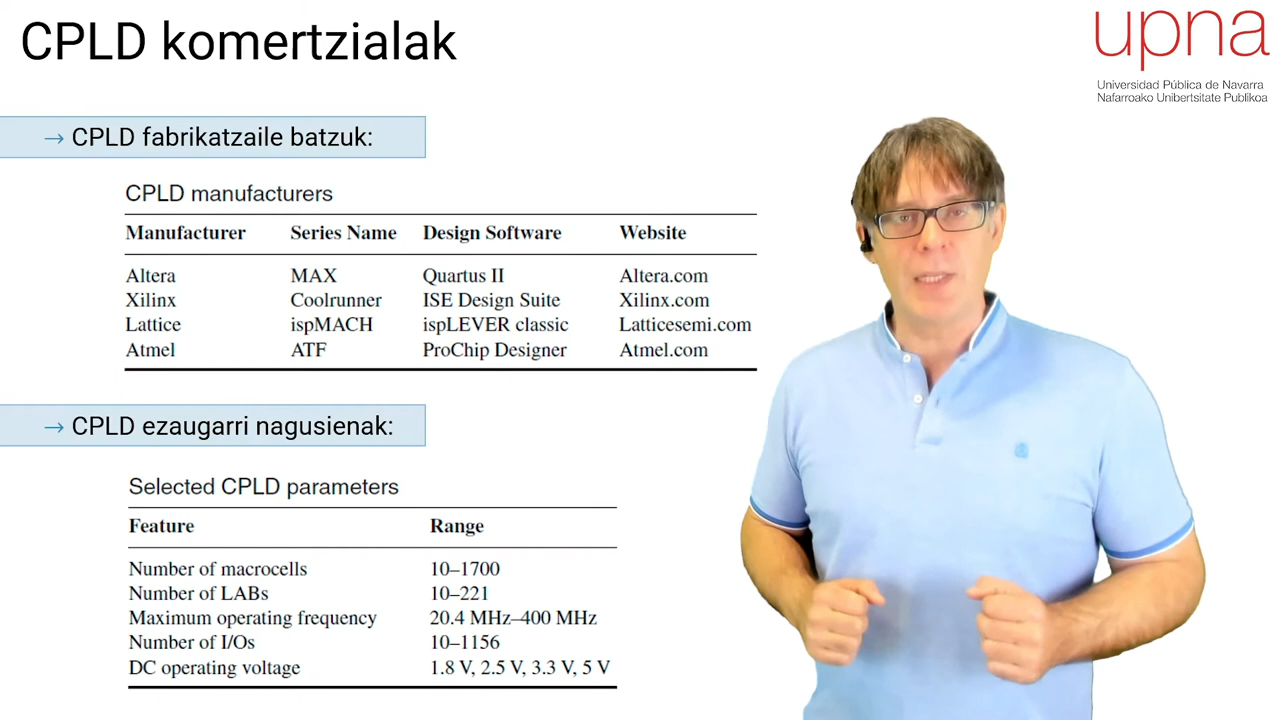 CPLD komertzialak
upna
Universidad Pública de Navarra
Nafarroako Unibertsitate Publikoa
→ CPLD fabrikatzaile batzuk:
CPLD manufacturers
Manufacturer Series Name Design Software Website
Altera MAX Quartus II Altera.com
Xilinx Coolrunner ISE Design Suite Xilinx.com
Lattice ispMACH ispLEVER classic Latticesemi.com
Atmel ATF ProChip Designer Atmel.com
→ CPLD ezaugarri nagusienak:
Selected CPLD parameters
Feature Range
Number of macrocells 10–1700
Number of LABs 10–221
Maximum operating frequency 20.4 MHz–400 MHz
Number of I/Os 10–1156
DC operating voltage 1.8 V, 2.5 V, 3.3 V, 5 V